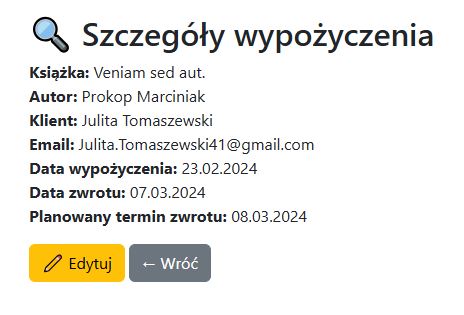 Szczegóły wypożyczenia
Książka: Veniam sed aut.
Autor: Prokop Marciniak
Klient: Julita Tomaszewski
Email: Julita.Tomaszewski41@gmail.com
Data wypożyczenia: 23.02.2024
Data zwrotu: 07.03.2024
Planowany termin zwrotu: 08.03.2024
Edytuj ← Wróć